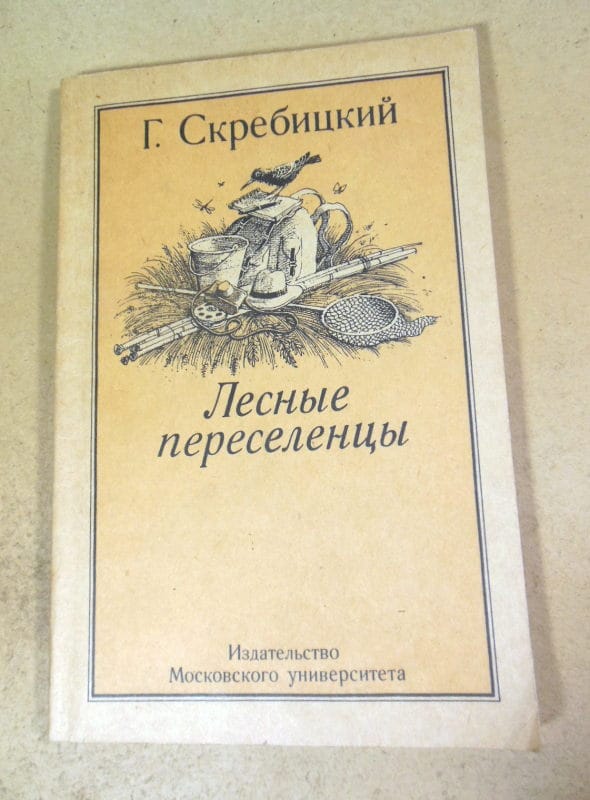 Г. Скребицкий
Лесные
переселенцы
Издательство
Московского университета